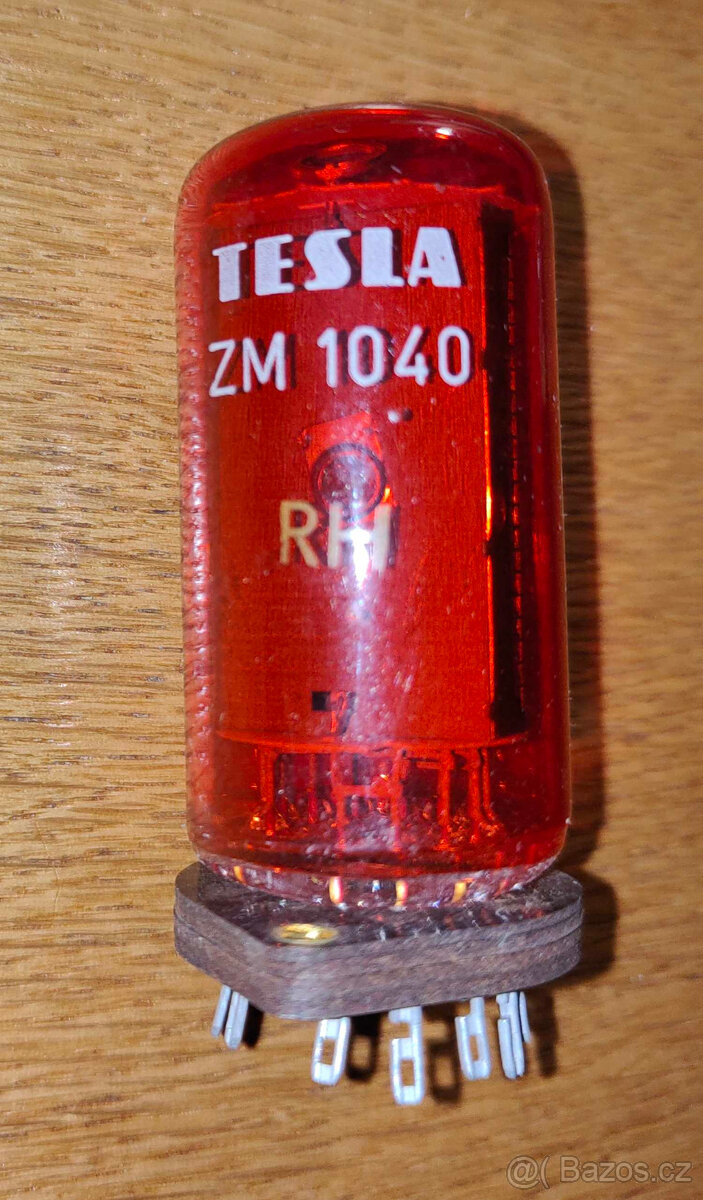 TESLA
ZM 1040
RH
@( Bazos.cz